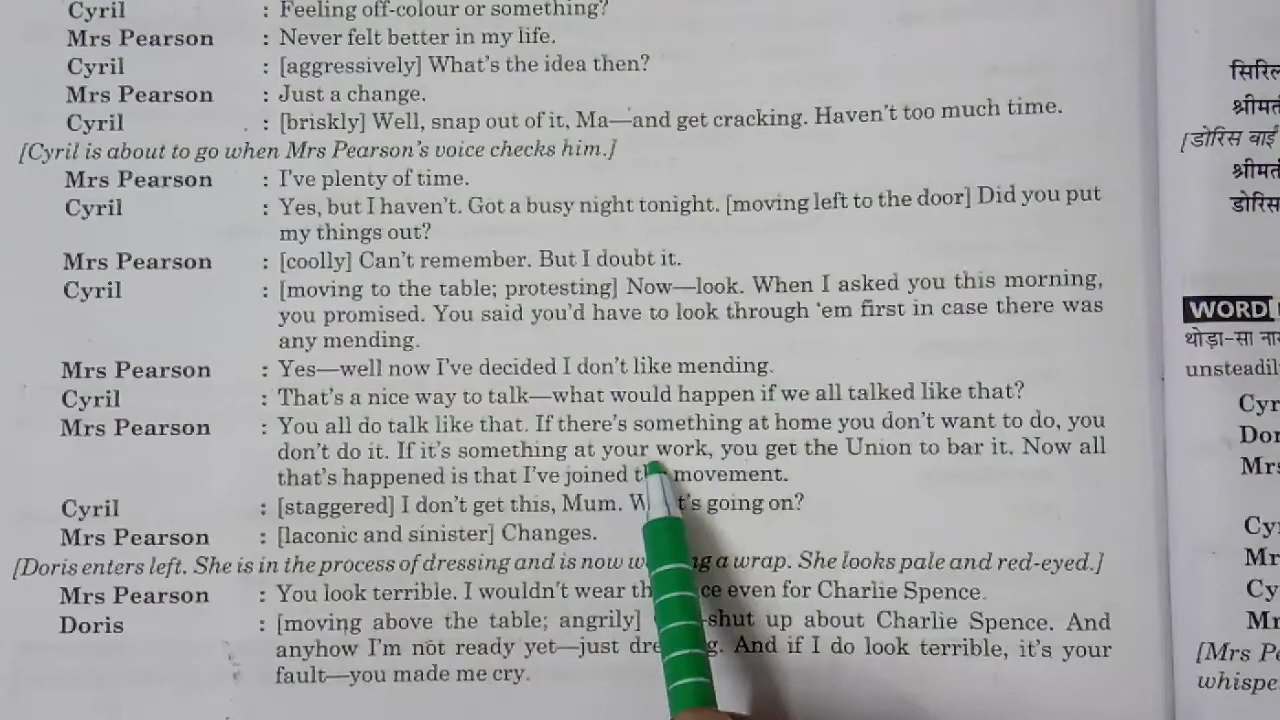 Cyril : Feeling off-colour or something?
Mrs Pearson : Never felt better in my life.
Cyril : [aggressively] What's the idea then?
Mrs Pearson : Just a change.
Cyril : [briskly] Well, snap out of it, Ma—and get cracking. Haven't too much time.
[Cyril is about to go when Mrs Pearson's voice checks him.]
Mrs Pearson : I've plenty of time.
Cyril : Yes, but I haven't. Got a busy night tonight. [moving left to the door] Did you put
my things out?
Mrs Pearson : [coolly] Can't remember. But I doubt it.
Cyril : [moving to the table; protesting] Now—look. When I asked you this morning,
you promised. You said you'd have to look through 'em first in case there was
any mending.
Mrs Pearson : Yes—well now I've decided I don't like mending.
Cyril : That's a nice way to talk—what would happen if we all talked like that?
Mrs Pearson : You all do talk like that. If there's something at home you don't want to do, you
don't do it. If it's something at your work, you get the Union to bar it. Now all
that's happened is that I've joined movement.
Cyril : [staggered] I don't get this, Mum. going on?
Mrs Pearson : [laconic and sinister] Changes.
[Doris enters left. She is in the process of dressing and is now a wrap. She looks pale and red-eyed.]
Mrs Pearson : You look terrible. I wouldn't wear even for Charlie Spence.
Doris : [moving above the table; angrily] shut up about Charlie Spence. And
anyhow I'm not ready yet—just And if I do look terrible, it's your
fault—you made me cry.
[डोरिस
WORD
थोड़ा-सा
Mr
Mr
[Mrs